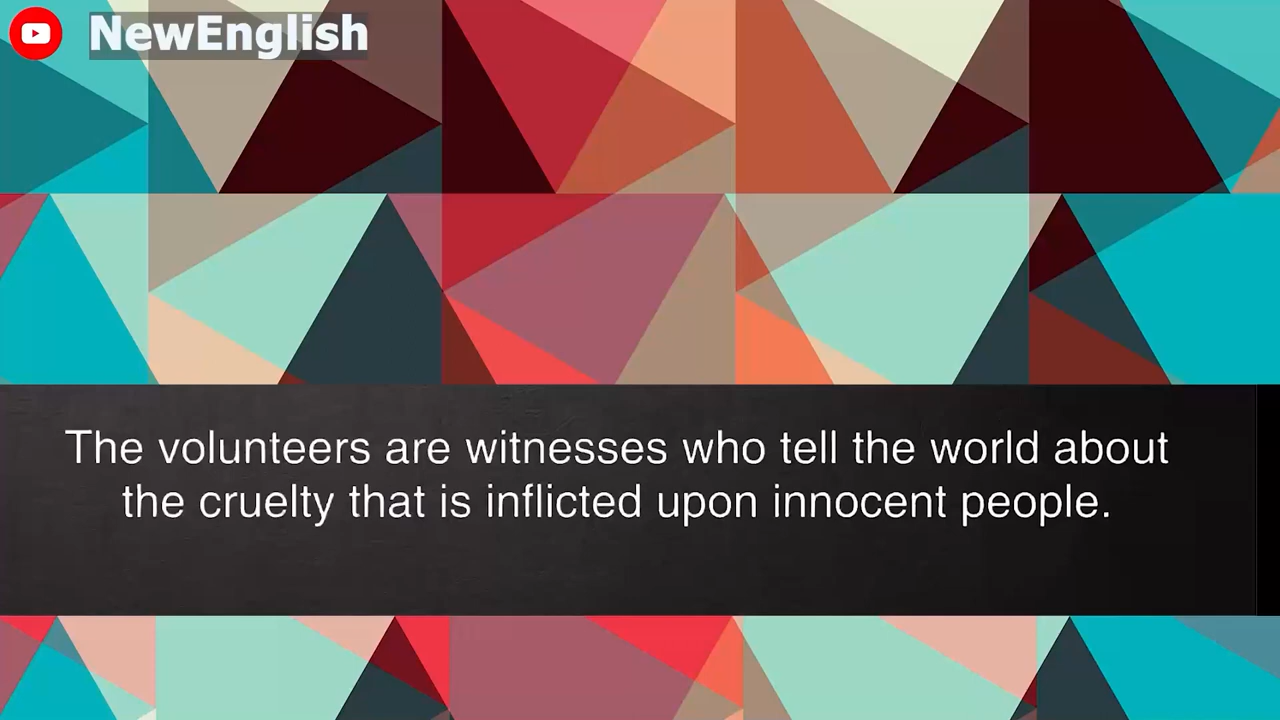 NewEnglish
The volunteers are witnesses who tell the world about
the cruelty that is inflicted upon innocent people.